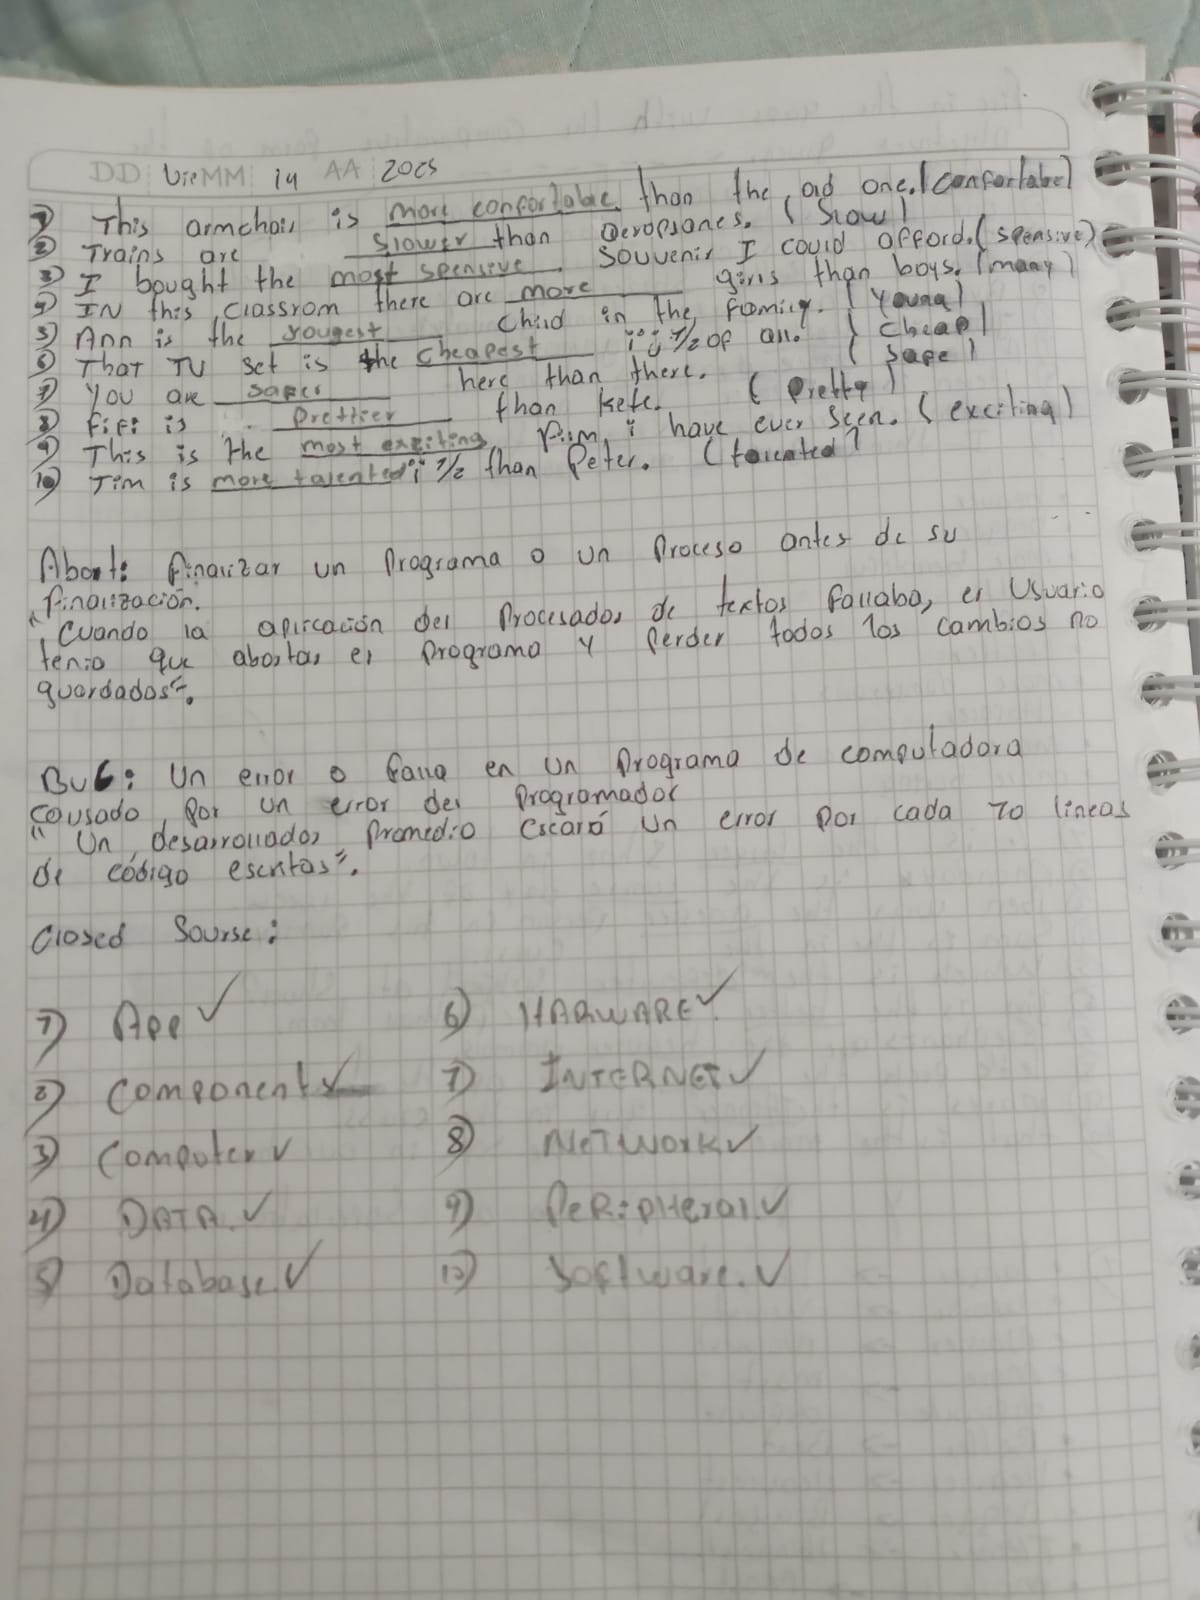 DD Vie MM 14 AA 2025
1) This armchair is more confortable than the old one. (confortable)
2) Trains are slower than aeroplanes. (slow)
3) I bought the most spensive souvenir I could afford. (spensive)
4) IN this classrom there are more girls than boys. (many)
5) Ann is the yougest child in the family. (young)
6) That TV set is the cheapest ïż1/2 of all. (cheap)
7) You are safer here than there. (safe)
8) Fifi is prettier than kete. (pretty)
9) This is the most exciting film i have ever seen. (exciting)
10) Tim is more talented ïż1/2 than Peter. (talented)
Abort: finalizar un programa o un proceso antes de su
finalización.
"Cuando la aplicación del procesador de textos fallaba, el usuario
tenia que abortar el programa y perder todos los cambios no
guardados".
BUG: Un error o falla en un programa de computadora
causado por un error del programador
"Un desarrollador promedio creará un error por cada 70 lineas
de código escritas".
Closed Sourse:
1) App ✓ 6) HARWARE ✓
2) Components ✓ 7) INTERNET ✓
3) Computer ✓ 8) NeTWork ✓
4) DATA. ✓ 9) PeRipHeral. ✓
5) Database. ✓ 10) Software. ✓